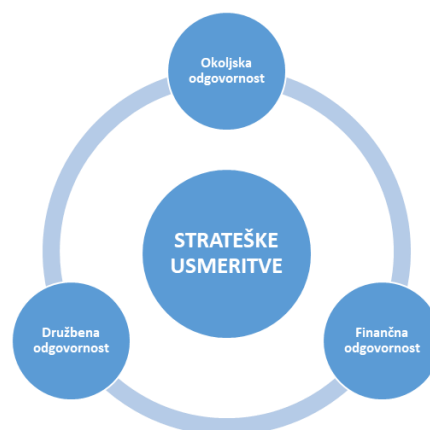 Okoljska
odgovornost
STRATEŠKE
USMERITVE
Družbena
odgovornost
Finančna
odgovornost